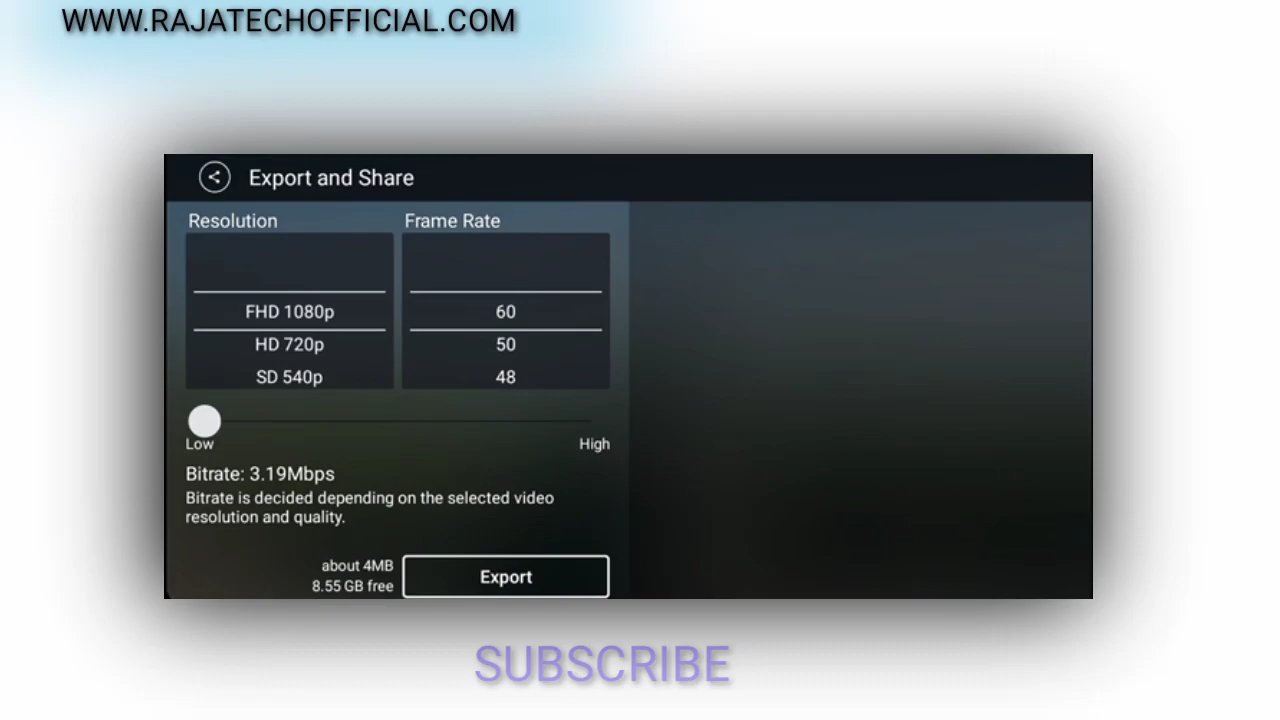 WWW.RAJATECHOFFICIAL.COM
Export and Share
Resolution
Frame Rate
FHD 1080p
60
HD 720p
50
SD 540p
48
Low
High
Bitrate: 3.19Mbps
Bitrate is decided depending on the selected video
resolution and quality.
about 4MB
8.55 GB free
Export
SUBSCRIBE